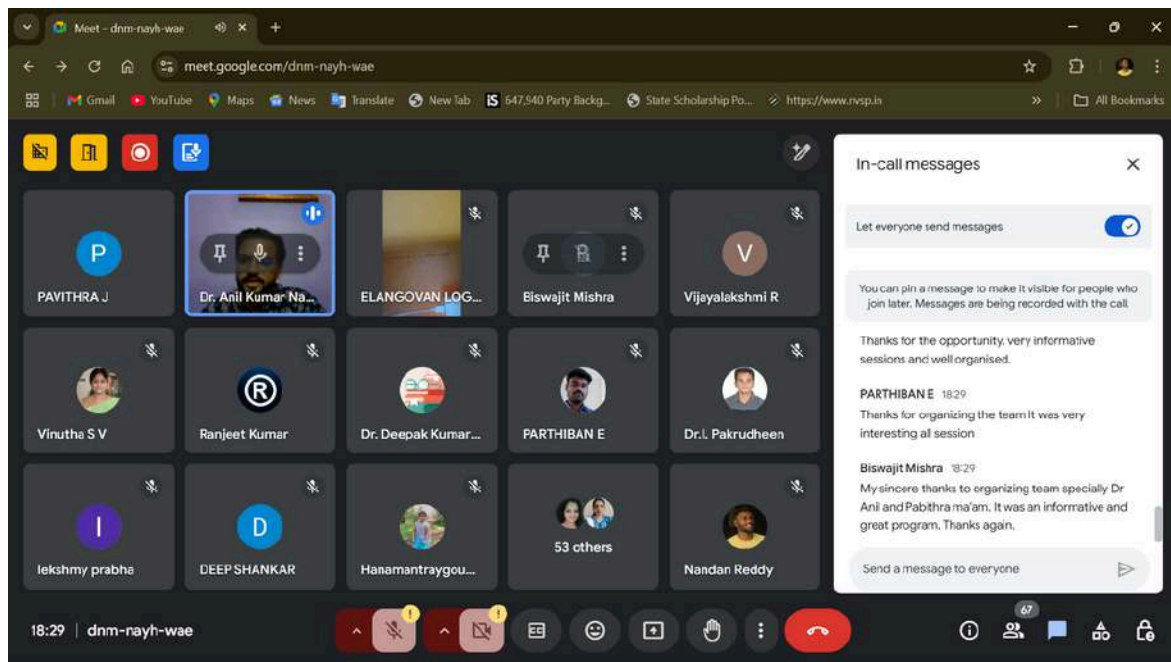 Meet – dnm-nayh-wae
meet.google.com/dnm-nayh-wae
Gmail YouTube Maps News Translate New Tab iS 647,940 Party Backg... State Scholarship Po... https://www.nvsp.in » All Bookmarks
In-call messages
Let everyone send messages
You can pin a message to make it visible for people who
join later. Messages are being recorded with the call
Thanks for the opportunity, very informative
sessions and well organised.
PARTHIBAN E 18:29
Thanks for organizing the team It was very
interesting all session
Biswajit Mishra 18:29
My sincere thanks to organizing team specially Dr
Anil and Pabithra ma'am. It was an informative and
great program. Thanks again.
Send a message to everyone
P
PAVITHRA J
Dr. Anil Kumar Na...
ELANGOVAN LOG...
Biswajit Mishra
V
Vijayalakshmi R
Vinutha S V
R
Ranjeet Kumar
Dr. Deepak Kumar...
PARTHIBAN E
Dr.I. Pakrudheen
l
lekshmy prabha
D
DEEP SHANKAR
Hanamantraygou...
53 others
Nandan Reddy
18:29 | dnm-nayh-wae
CC
67